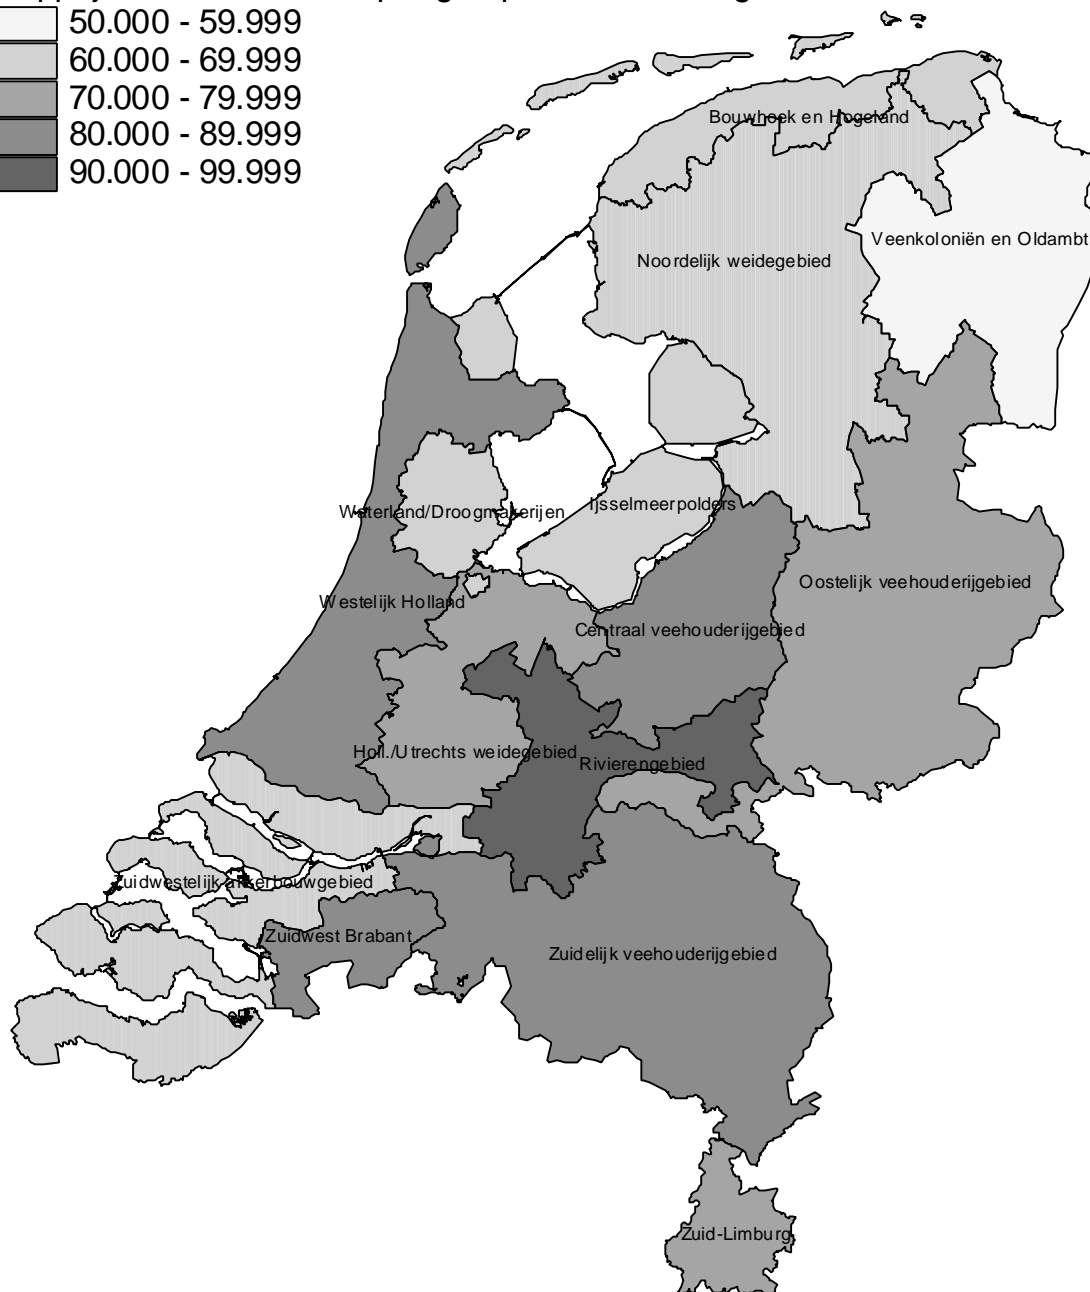 50.000 - 59.999
60.000 - 69.999
70.000 - 79.999
80.000 - 89.999
90.000 - 99.999
Bouwhoek en Hogeland
Veenkoloniën en Oldambt
Noordelijk weidegebied
Ijsselmeerpolders
Waterland/Droogmakerijen
Oostelijk veehouderijgebied
Westelijk Holland
Centraal veehouderijgebied
Holl./Utrechts weidegebied
Rivierengebied
Zuidwestelijk akkerbouwgebied
Zuidwest Brabant
Zuidelijk veehouderijgebied
Zuid-Limburg